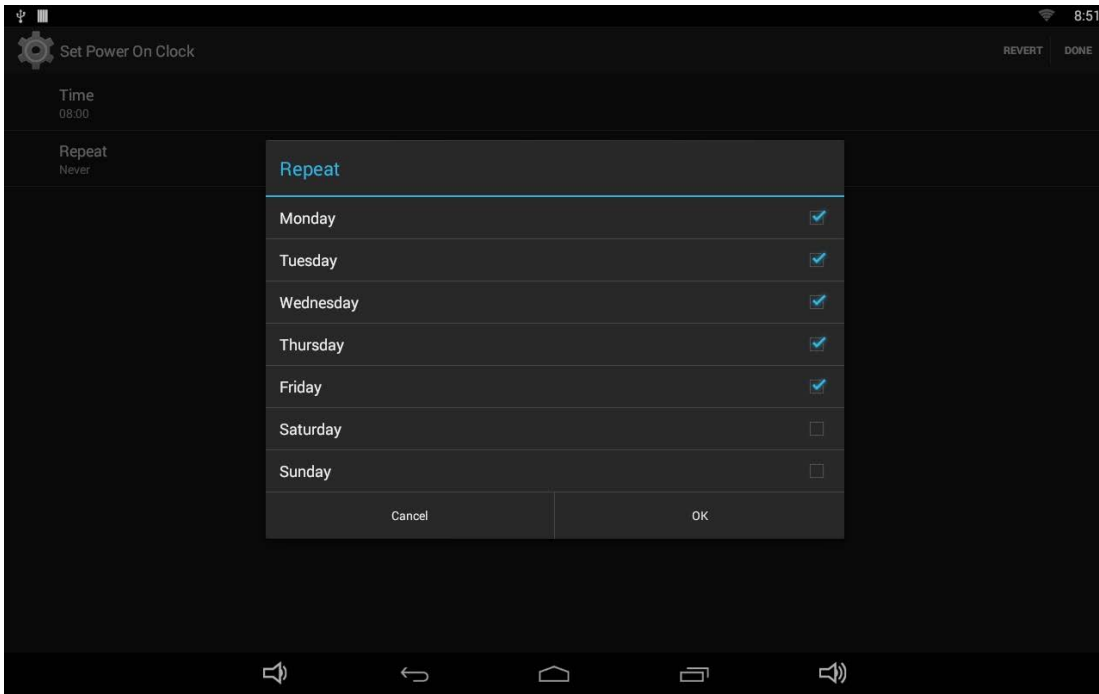 8:51
Set Power On Clock REVERT DONE
Time
08:00
Repeat
Never
Repeat
Monday
Tuesday
Wednesday
Thursday
Friday
Saturday
Sunday
Cancel OK